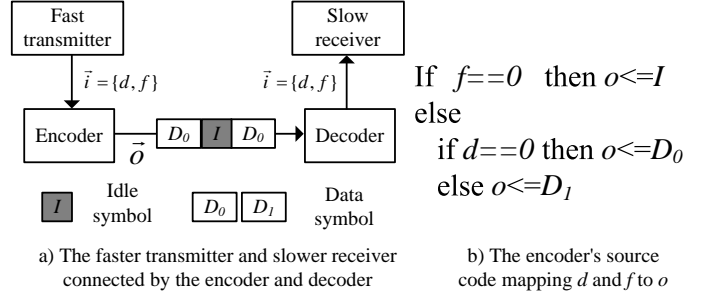 Fast
transmitter
Slow
receiver
i⃗ = {d, f}
i⃗ = {d, f}
Encoder
o⃗
D₀ I D₀
Decoder
I
Idle
symbol
D₀ D₁
Data
symbol
a) The faster transmitter and slower receiver
connected by the encoder and decoder
If f==0 then o<=I
else
if d==0 then o<=D₀
else o<=D₁
b) The encoder's source
code mapping d and f to o